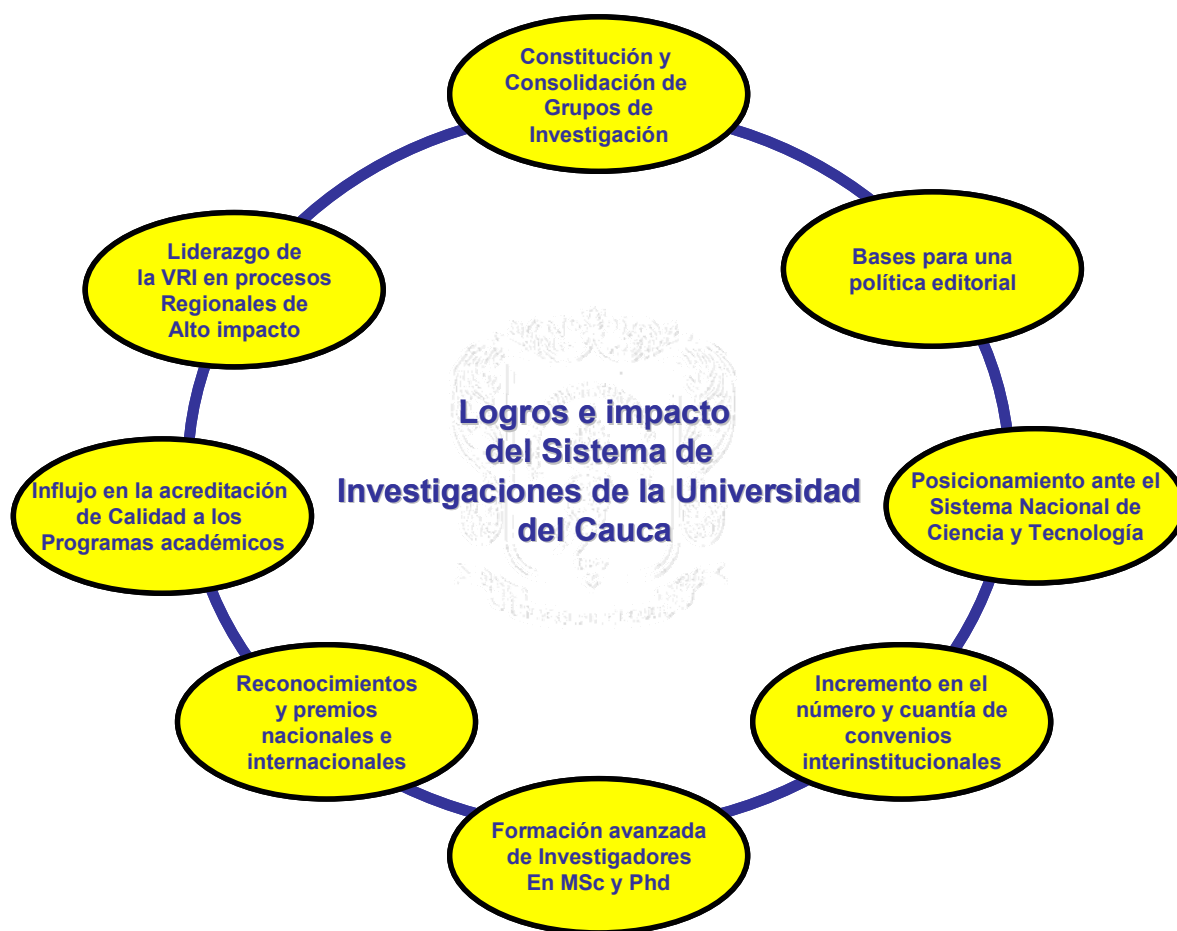 Constitución y
Consolidación de
Grupos de
Investigación
Bases para una
política editorial
Posicionamiento ante el
Sistema Nacional de
Ciencia y Tecnología
Incremento en el
número y cuantía de
convenios
interinstitucionales
Formación avanzada
de Investigadores
En MSc y Phd
Reconocimientos
y premios
nacionales e
internacionales
Influjo en la acreditación
de Calidad a los
Programas académicos
Liderazgo de
la VRI en procesos
Regionales de
Alto impacto
Logros e impacto
del Sistema de
Investigaciones de la Universidad
del Cauca